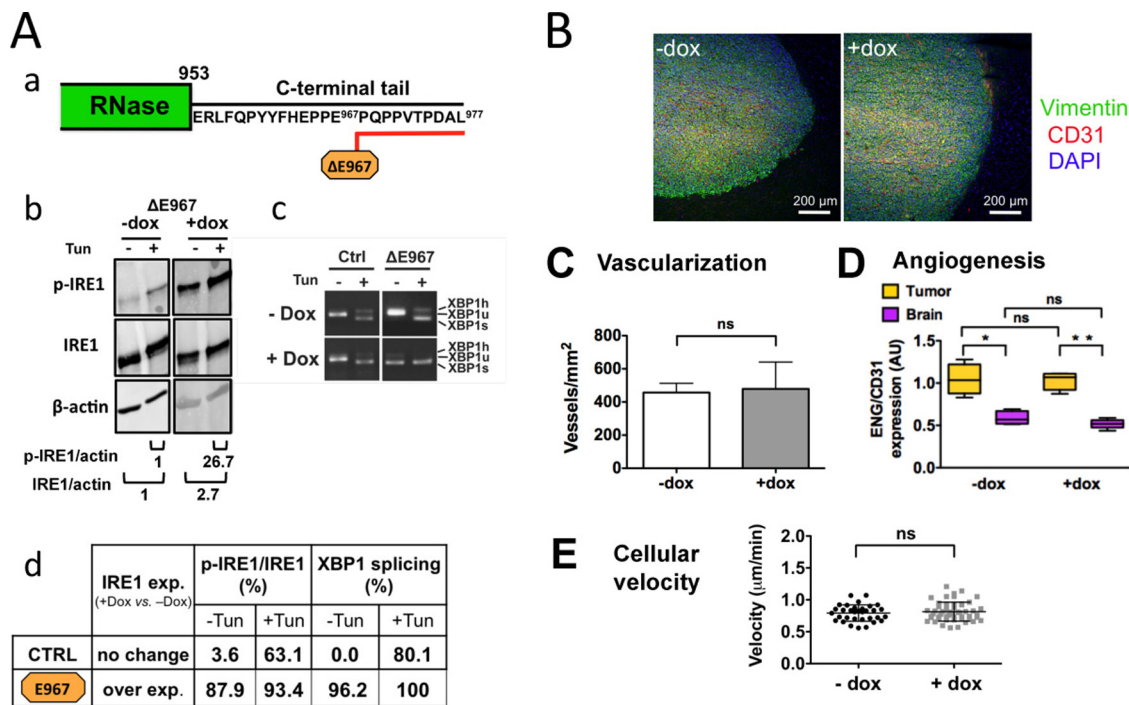 A
a
953
RNase
C-terminal tail
ERLFQPYYFHEPPE967PQPPVTPDAL977
ΔE967
b
ΔE967
-dox +dox
Tun - + - +
p-IRE1
IRE1
β-actin
p-IRE1/actin 1 26.7
IRE1/actin 1 2.7
c
Ctrl ΔE967
Tun - + - +
- Dox
XBP1h
XBP1u
XBP1s
+ Dox
XBP1h
XBP1u
XBP1s
d
IRE1 exp.
(+Dox vs. –Dox)
p-IRE1/IRE1
(%)
XBP1 splicing
(%)
-Tun +Tun -Tun +Tun
CTRL no change 3.6 63.1 0.0 80.1
E967 over exp. 87.9 93.4 96.2 100
B
-dox
200 µm
+dox
200 µm
Vimentin
CD31
DAPI
C Vascularization
ns
Vessels/mm2
800
600
400
200
0
-dox +dox
D Angiogenesis
Tumor
Brain
ns
ns
*
* *
ENG/CD31
expression (AU)
1.5
1.0
0.5
0.0
-dox +dox
E Cellular
velocity
ns
Velocity (µm/min)
2.0
1.5
1.0
0.5
0.0
- dox + dox